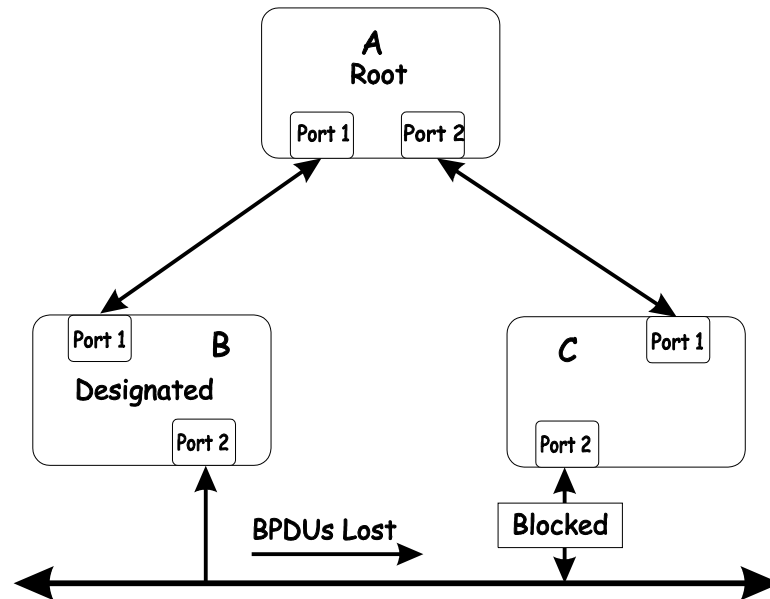 A
Root
Port 1
Port 2
Port 1
B
Designated
Port 2
C
Port 1
Port 2
BPDUs Lost
Blocked